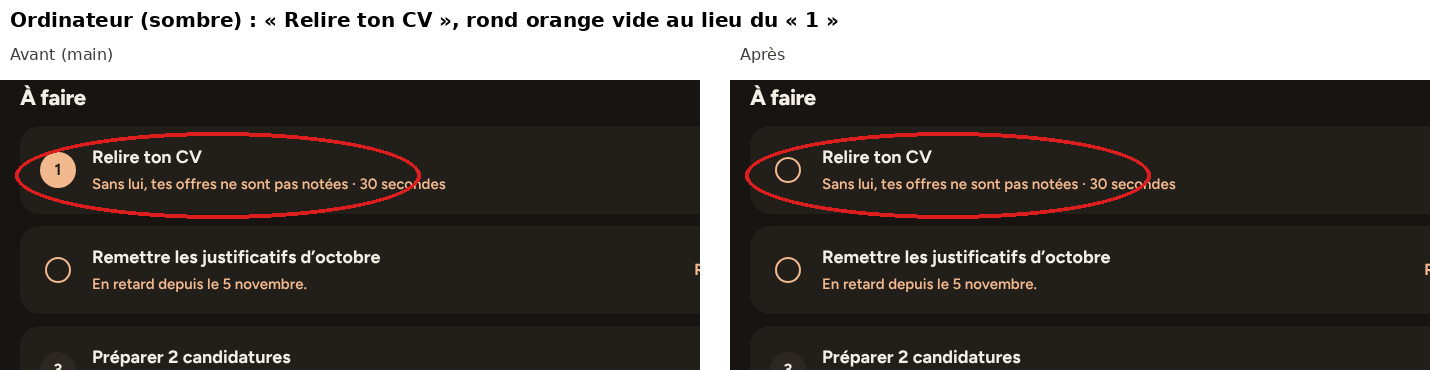 Ordinateur (sombre) : « Relire ton CV », rond orange vide au lieu du « 1 »
Avant (main)
À faire
1
Relire ton CV
Sans lui, tes offres ne sont pas notées · 30 secondes
Remettre les justificatifs d’octobre
En retard depuis le 5 novembre.
Préparer 2 candidatures
3
Après
À faire
Relire ton CV
Sans lui, tes offres ne sont pas notées · 30 secondes
Remettre les justificatifs d’octobre
En retard depuis le 5 novembre.
Préparer 2 candidatures
3